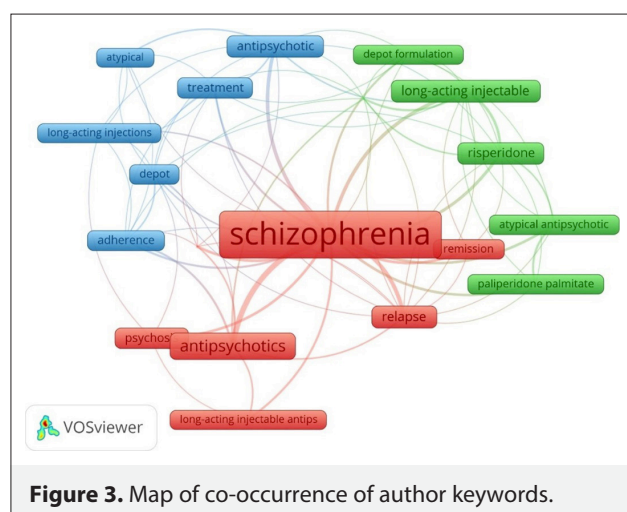 antipsychotic
atypical
depot formulation
treatment
long-acting injectable
long-acting injections
risperidone
depot
schizophrenia
atypical antipsychotic
adherence
remission
paliperidone palmitate
relapse
psychosi
antipsychotics
long-acting injectable antips
VOSviewer
Figure 3. Map of co-occurrence of author keywords.